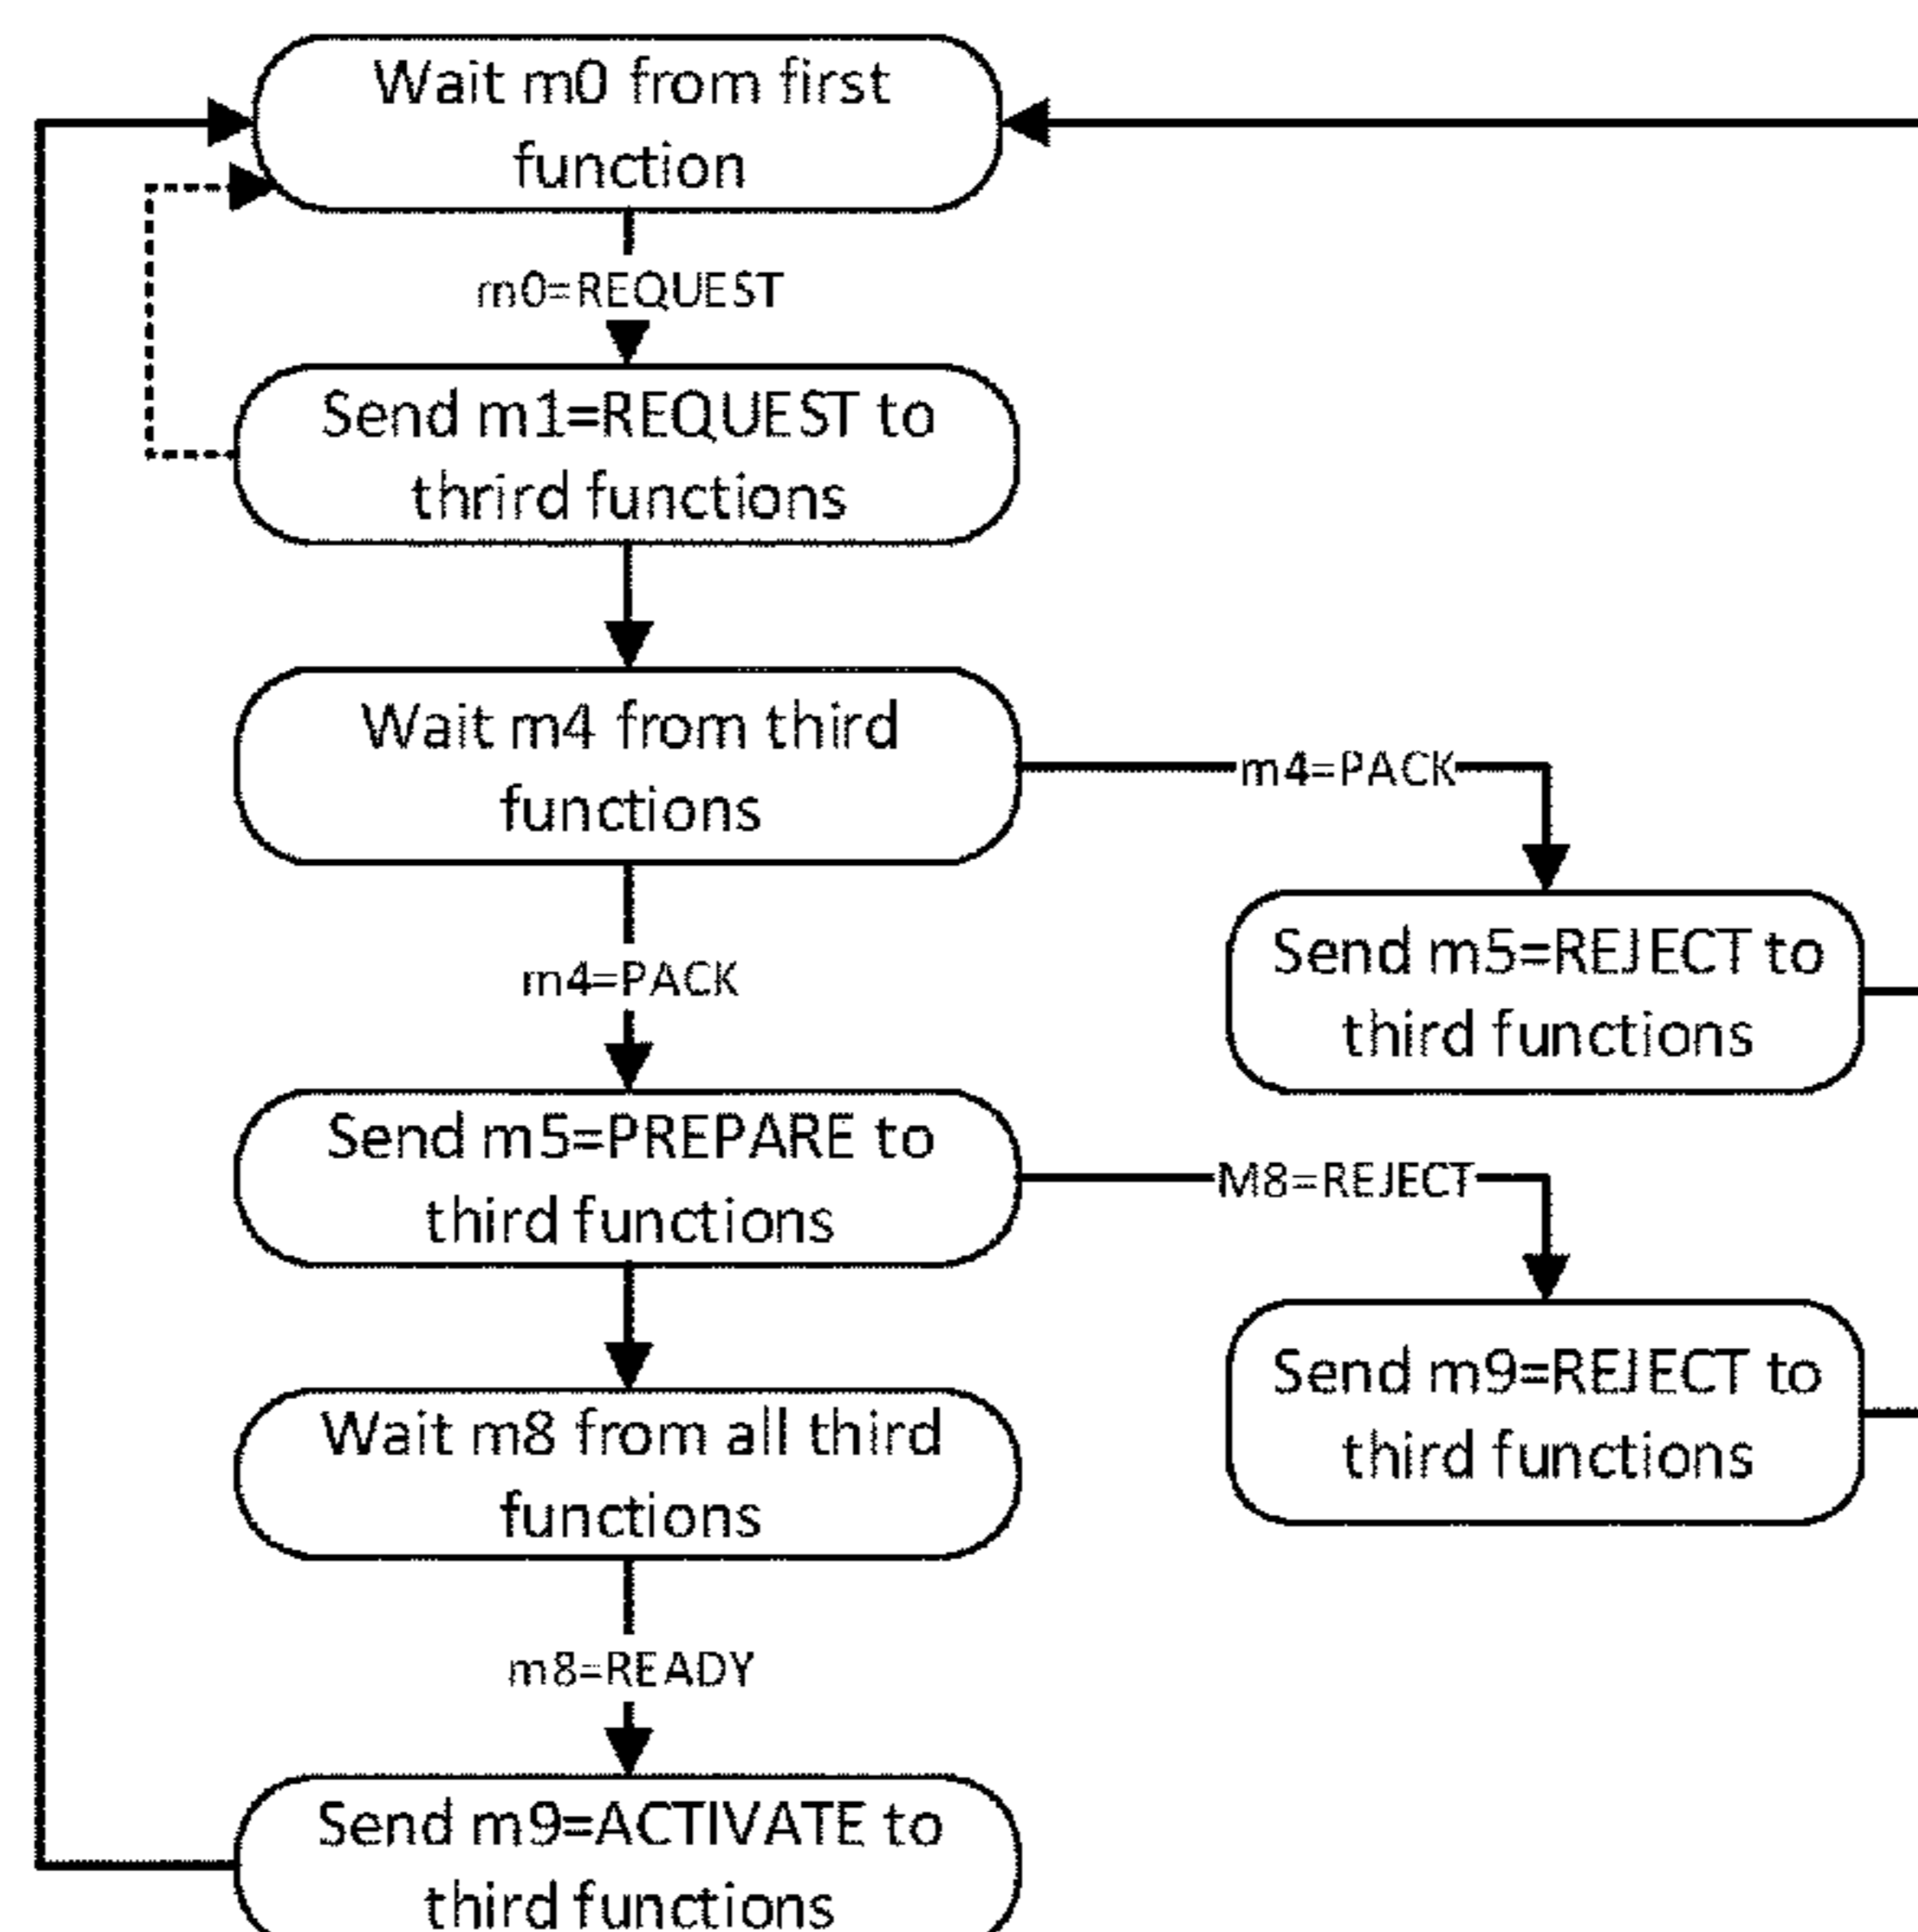 Wait m0 from first
function
m0=REQUEST
Send m1=REQUEST to
thrird functions
Wait m4 from third
functions
m4=PACK
m4=PACK
Send m5=REJECT to
third functions
Send m5=PREPARE to
third functions
M8=REJECT
Send m9=REJECT to
third functions
Wait m8 from all third
functions
m8=READY
Send m9=ACTIVATE to
third functions